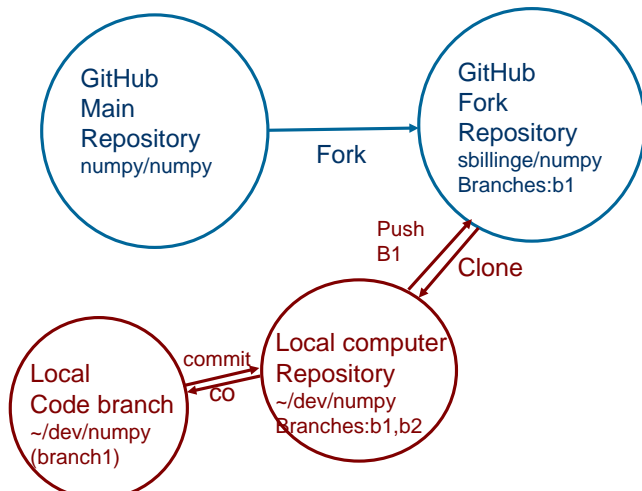 GitHub
Main
Repository
numpy/numpy
Fork
GitHub
Fork
Repository
sbillinge/numpy
Branches:b1
Push
B1
Clone
Local computer
Repository
~/dev/numpy
Branches:b1,b2
commit
co
Local
Code branch
~/dev/numpy
(branch1)